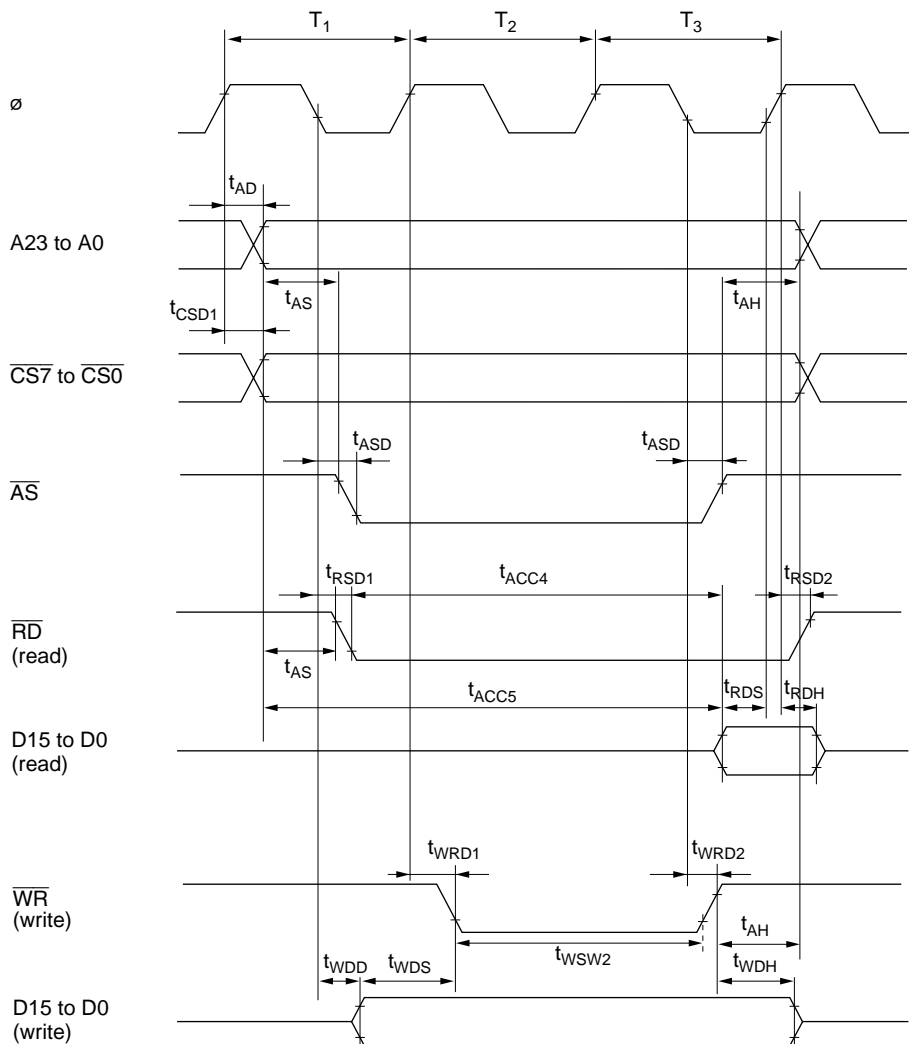 T1 T2 T3
ø
tAD
A23 to A0
tAS tAH
tCSD1
CS7 to CS0
tASD tASD
AS
tRSD1 tACC4 tRSD2
RD
(read)
tAS
tACC5 tRDS tRDH
D15 to D0
(read)
tWRD1 tWRD2
WR
(write)
tAH
tWSW2
tWDD tWDS tWDH
D15 to D0
(write)